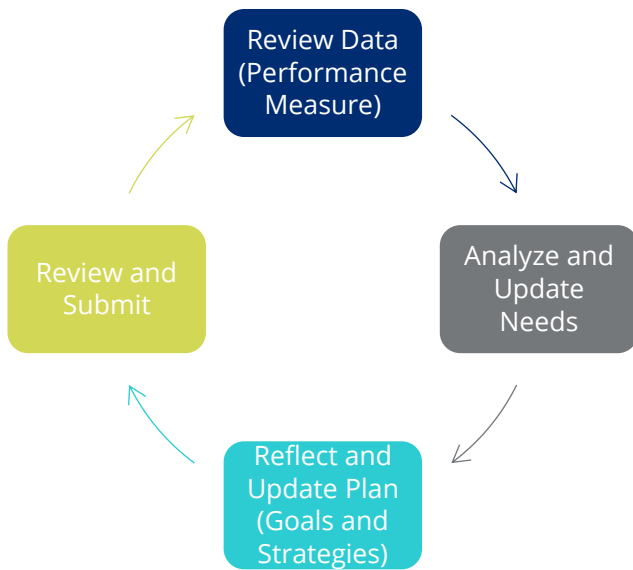 Review Data
(Performance
Measure)
Analyze and
Update
Needs
Reflect and
Update Plan
(Goals and
Strategies)
Review and
Submit